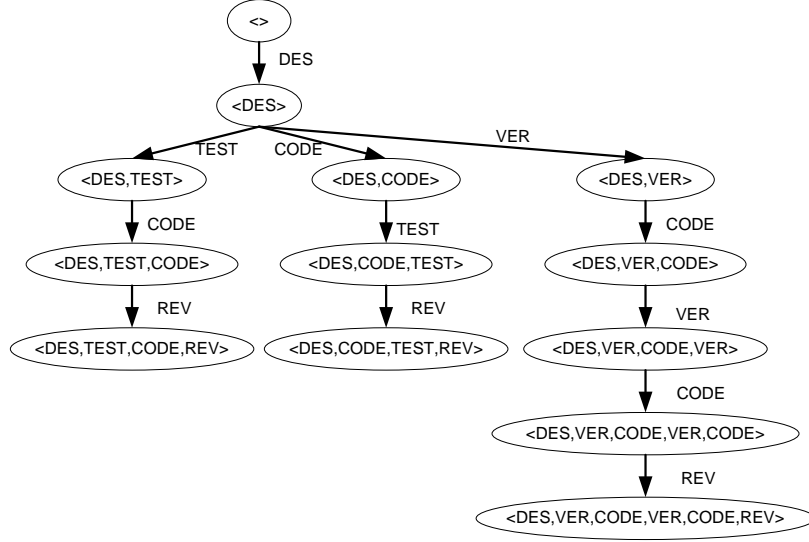 <>
DES
<DES>
TEST
CODE
VER
<DES,TEST>
<DES,CODE>
<DES,VER>
CODE
TEST
CODE
<DES,TEST,CODE>
<DES,CODE,TEST>
<DES,VER,CODE>
REV
REV
VER
<DES,TEST,CODE,REV>
<DES,CODE,TEST,REV>
<DES,VER,CODE,VER>
CODE
<DES,VER,CODE,VER,CODE>
REV
<DES,VER,CODE,VER,CODE,REV>